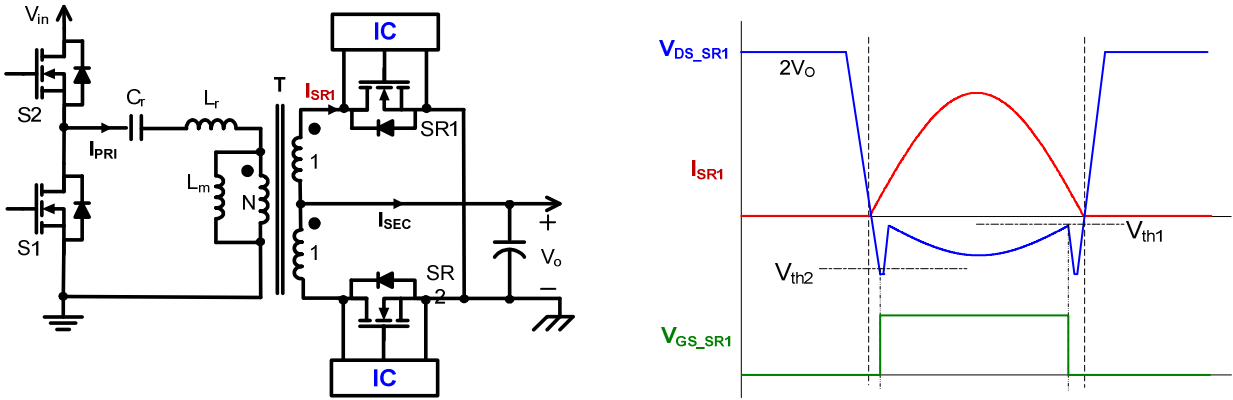 Vin
IC
S2
Cr
Lr
T
ISR1
SR1
IPRI
1
Lm
N
ISEC
S1
1
+
Vo
−
SR
2
IC
VDS_SR1
2VO
ISR1
Vth1
Vth2
VGS_SR1